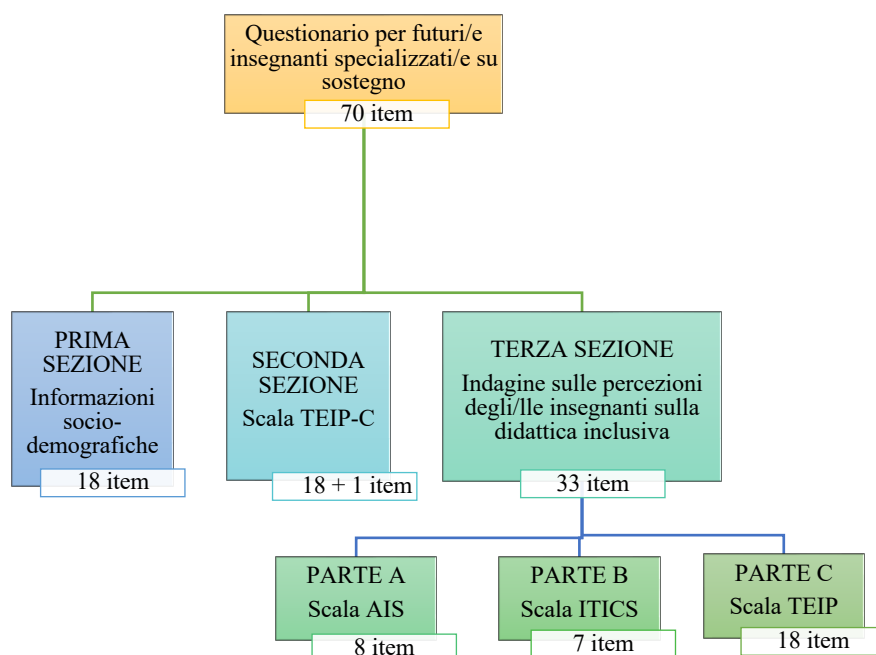 Questionario per futuri/e
insegnanti specializzati/e su
sostegno
70 item
PRIMA
SEZIONE
Informazioni
socio-
demografiche
18 item
SECONDA
SEZIONE
Scala TEIP-C
18 + 1 item
TERZA SEZIONE
Indagine sulle percezioni
degli/lle insegnanti sulla
didattica inclusiva
33 item
PARTE A
Scala AIS
8 item
PARTE B
Scala ITICS
7 item
PARTE C
Scala TEIP
18 item